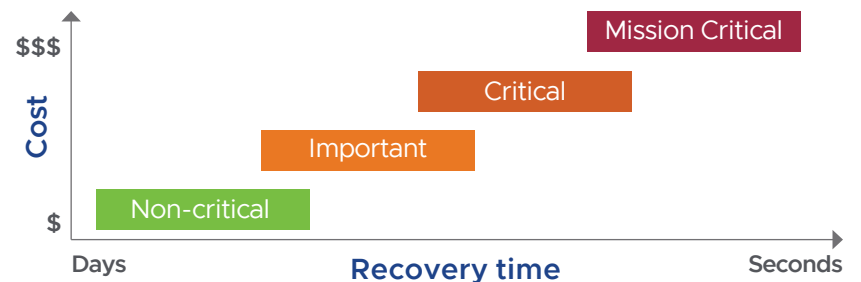 Mission Critical
$$$
Critical
Cost
Important
Non-critical
$
Days
Recovery time
Seconds